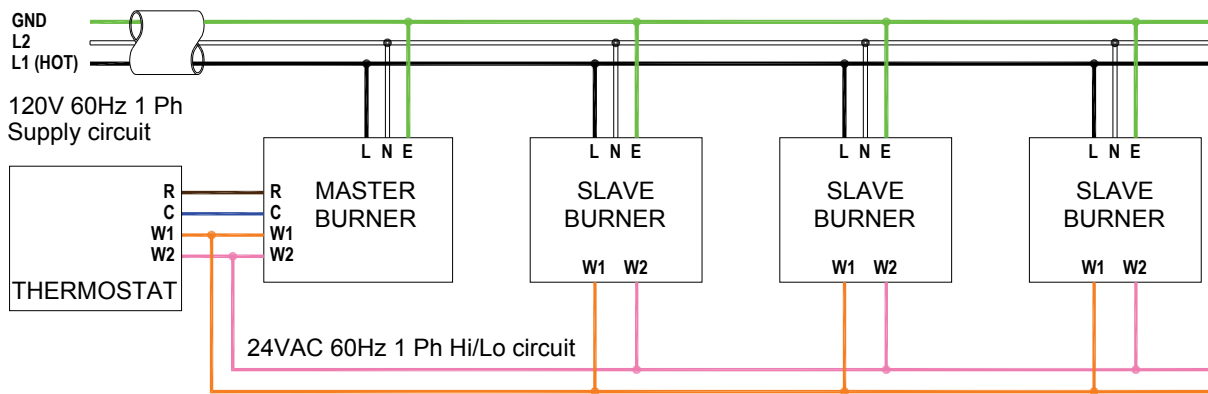 GND
L2
L1 (HOT)
120V 60Hz 1 Ph
Supply circuit
L N E
L N E
L N E
L N E
R
C
W1
W2
THERMOSTAT
R
C
W1
W2
MASTER
BURNER
SLAVE
BURNER
W1 W2
SLAVE
BURNER
W1 W2
SLAVE
BURNER
W1 W2
24VAC 60Hz 1 Ph Hi/Lo circuit